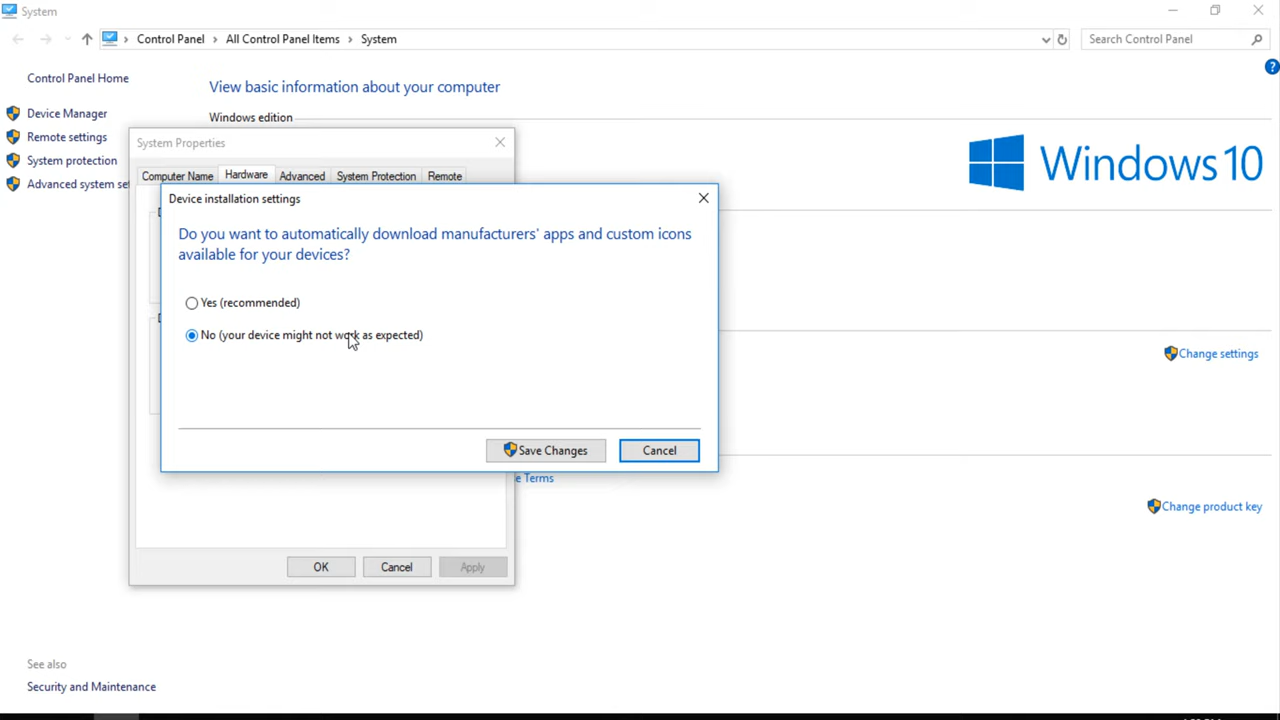 System
Control Panel > All Control Panel Items > System
Search Control Panel
Control Panel Home
Device Manager
Remote settings
System protection
Advanced system set
View basic information about your computer
Windows edition
Windows 10
System Properties
Computer Name Hardware Advanced System Protection Remote
Device installation settings
Do you want to automatically download manufacturers' apps and custom icons
available for your devices?
Yes (recommended)
No (your device might not work as expected)
Save Changes Cancel
Change settings
e Terms
Change product key
OK Cancel Apply
See also
Security and Maintenance